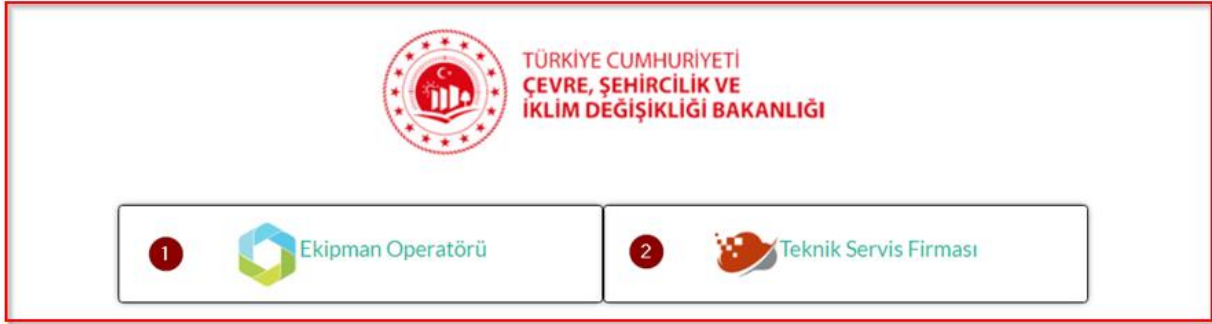 TÜRKİYE CUMHURİYETİ
ÇEVRE, ŞEHİRCİLİK VE
İKLİM DEĞİŞİKLİĞİ BAKANLIĞI
1 Ekipman Operatörü
2 Teknik Servis Firması